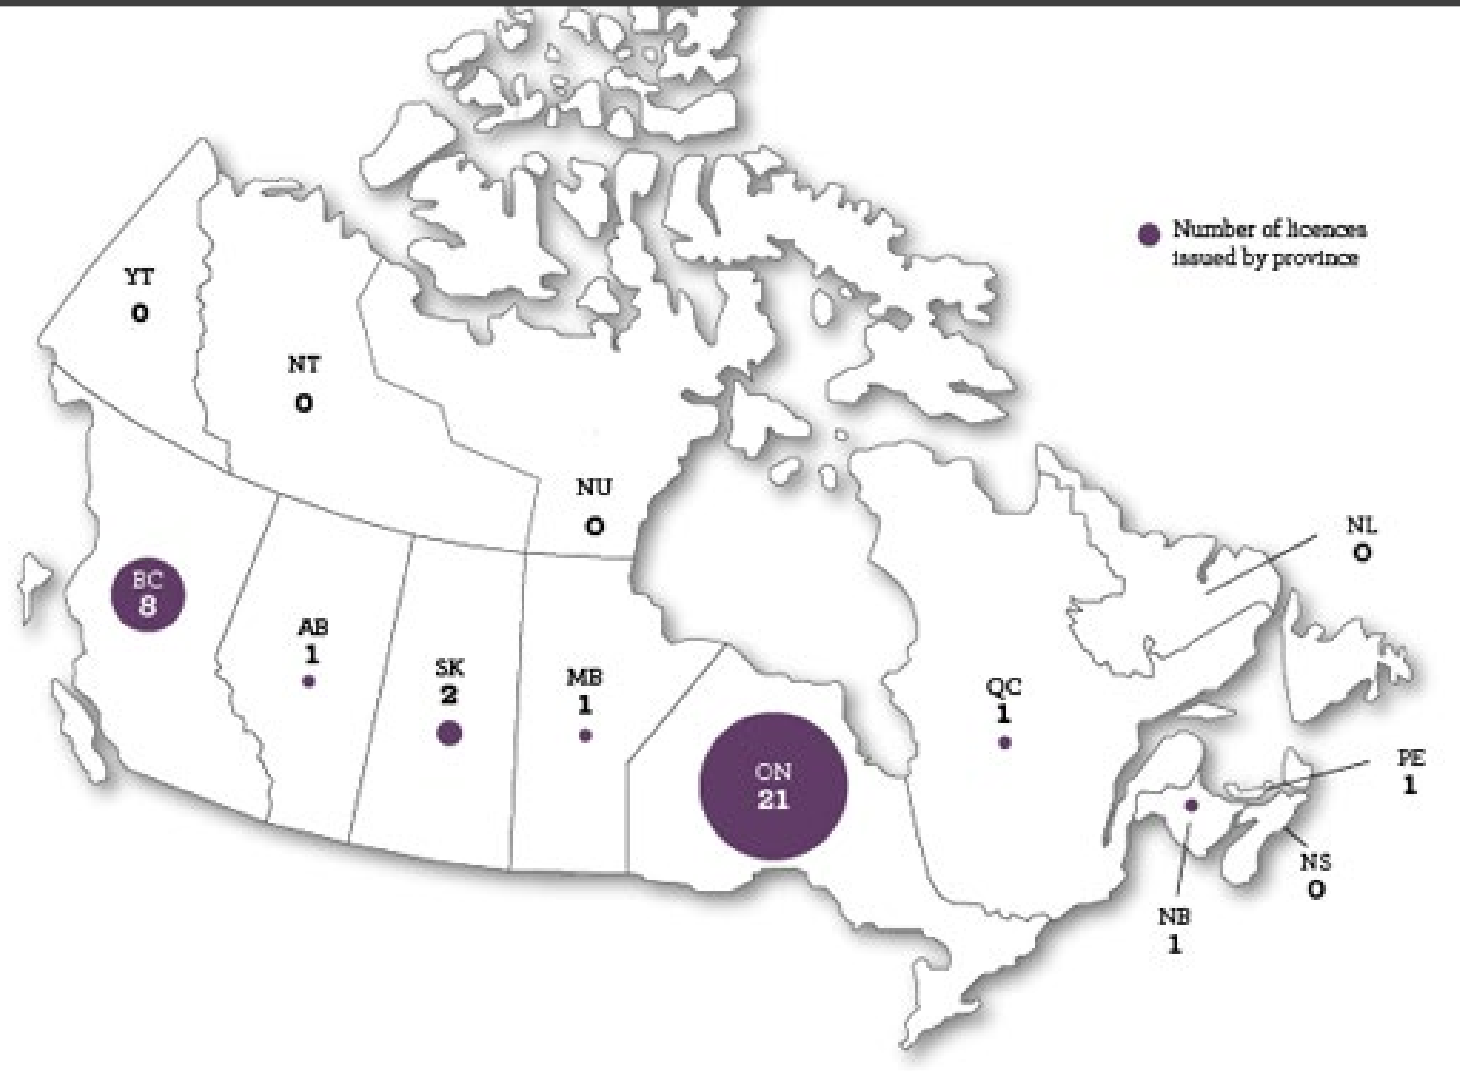 Number of licences
issued by province
YT
0
NT
0
NU
0
NL
0
BC
8
AB
1
SK
2
MB
1
ON
21
QC
1
PE
1
NS
0
NB
1